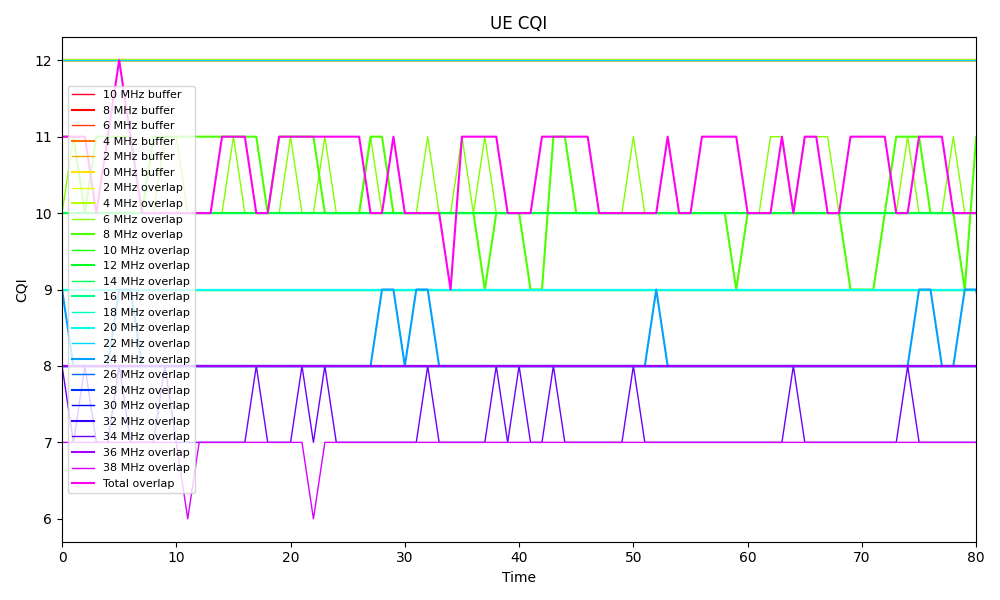 UE CQI
12
11
10
9
8
7
6
CQI
10 MHz buffer
8 MHz buffer
6 MHz buffer
4 MHz buffer
2 MHz buffer
0 MHz buffer
2 MHz overlap
4 MHz overlap
6 MHz overlap
8 MHz overlap
10 MHz overlap
12 MHz overlap
14 MHz overlap
16 MHz overlap
18 MHz overlap
20 MHz overlap
22 MHz overlap
24 MHz overlap
26 MHz overlap
28 MHz overlap
30 MHz overlap
32 MHz overlap
34 MHz overlap
36 MHz overlap
38 MHz overlap
Total overlap
0 10 20 30 40 50 60 70 80
Time